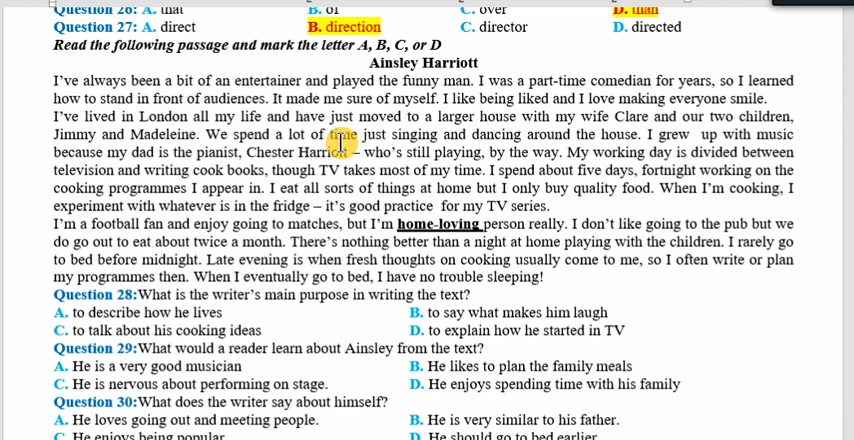 Question 26: A. that B. of C. over D. than
Question 27: A. direct B. direction C. director D. directed
Read the following passage and mark the letter A, B, C, or D
Ainsley Harriott
I've always been a bit of an entertainer and played the funny man. I was a part-time comedian for years, so I learned
how to stand in front of audiences. It made me sure of myself. I like being liked and I love making everyone smile.
I've lived in London all my life and have just moved to a larger house with my wife Clare and our two children,
Jimmy and Madeleine. We spend a lot of time just singing and dancing around the house. I grew up with music
because my dad is the pianist, Chester Harriott – who's still playing, by the way. My working day is divided between
television and writing cook books, though TV takes most of my time. I spend about five days, fortnight working on the
cooking programmes I appear in. I eat all sorts of things at home but I only buy quality food. When I'm cooking, I
experiment with whatever is in the fridge – it's good practice for my TV series.
I'm a football fan and enjoy going to matches, but I'm home-loving person really. I don't like going to the pub but we
do go out to eat about twice a month. There's nothing better than a night at home playing with the children. I rarely go
to bed before midnight. Late evening is when fresh thoughts on cooking usually come to me, so I often write or plan
my programmes then. When I eventually go to bed, I have no trouble sleeping!
Question 28:What is the writer's main purpose in writing the text?
A. to describe how he lives B. to say what makes him laugh
C. to talk about his cooking ideas D. to explain how he started in TV
Question 29:What would a reader learn about Ainsley from the text?
A. He is a very good musician B. He likes to plan the family meals
C. He is nervous about performing on stage. D. He enjoys spending time with his family
Question 30:What does the writer say about himself?
A. He loves going out and meeting people. B. He is very similar to his father.
C. He enjoys being popular D. He should go to bed earlier